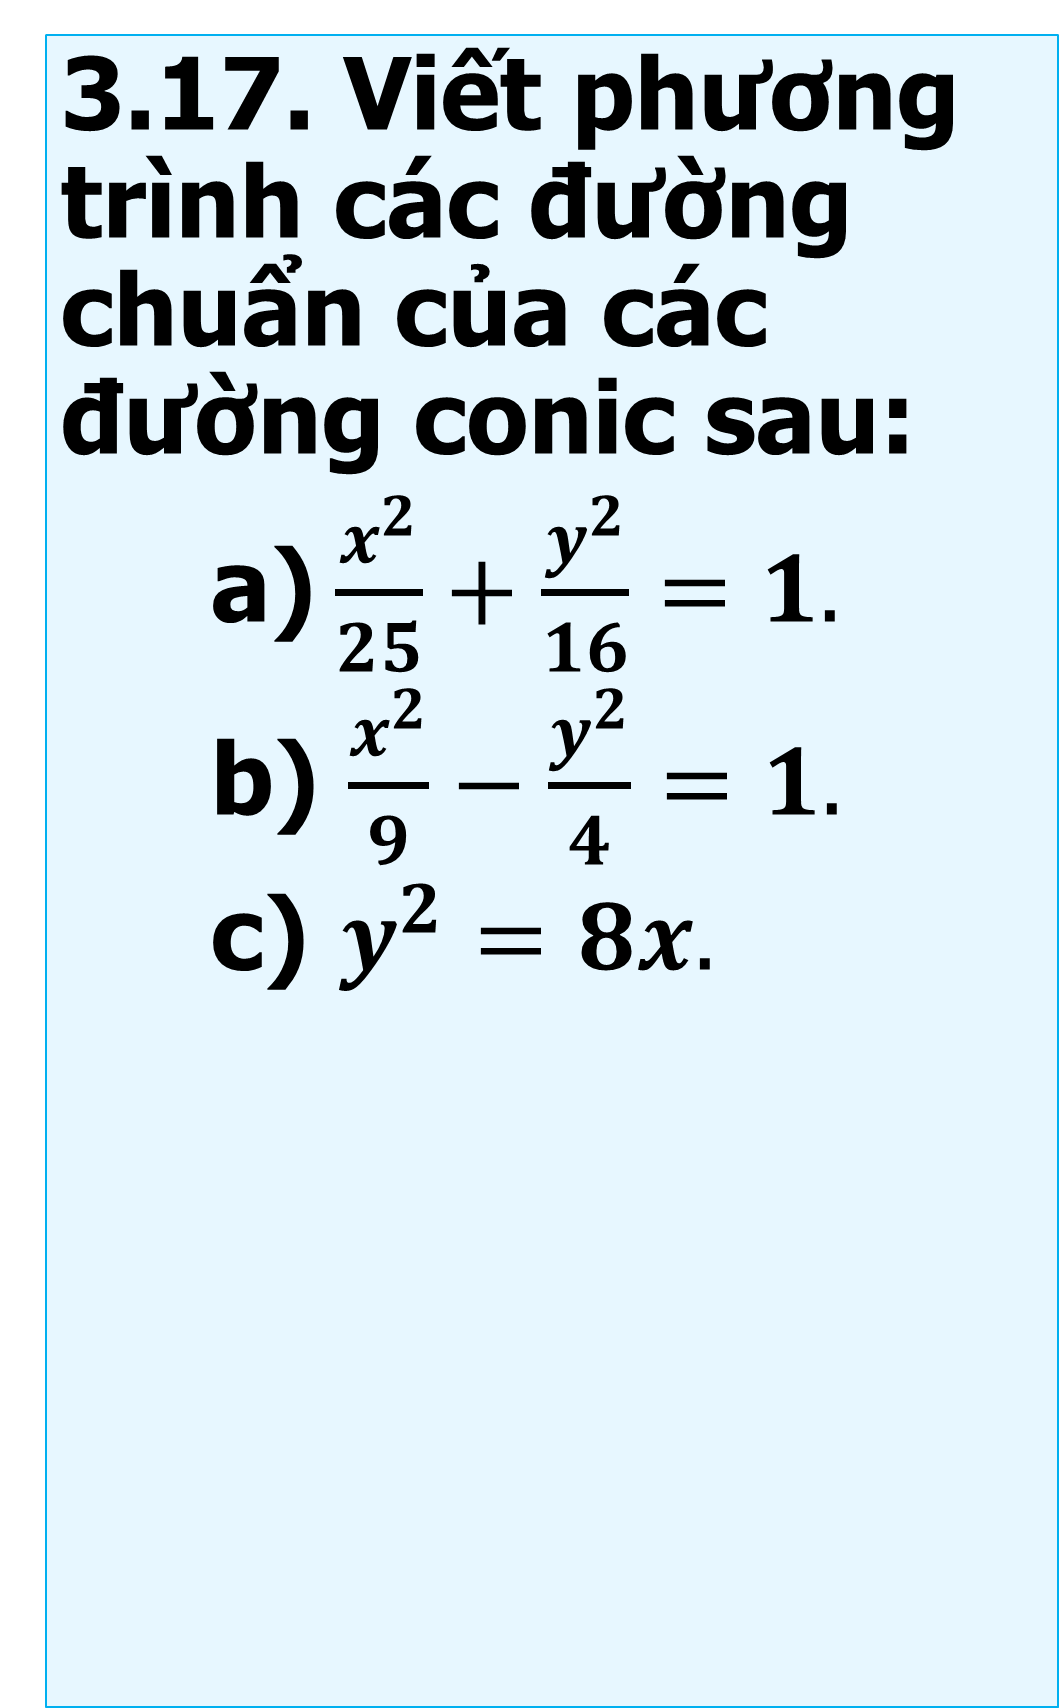 3.17. Viết phương
trình các đường
chuẩn của các
đường conic sau:
a) x²/25 + y²/16 = 1.
b) x²/9 − y²/4 = 1.
c) y² = 8x.